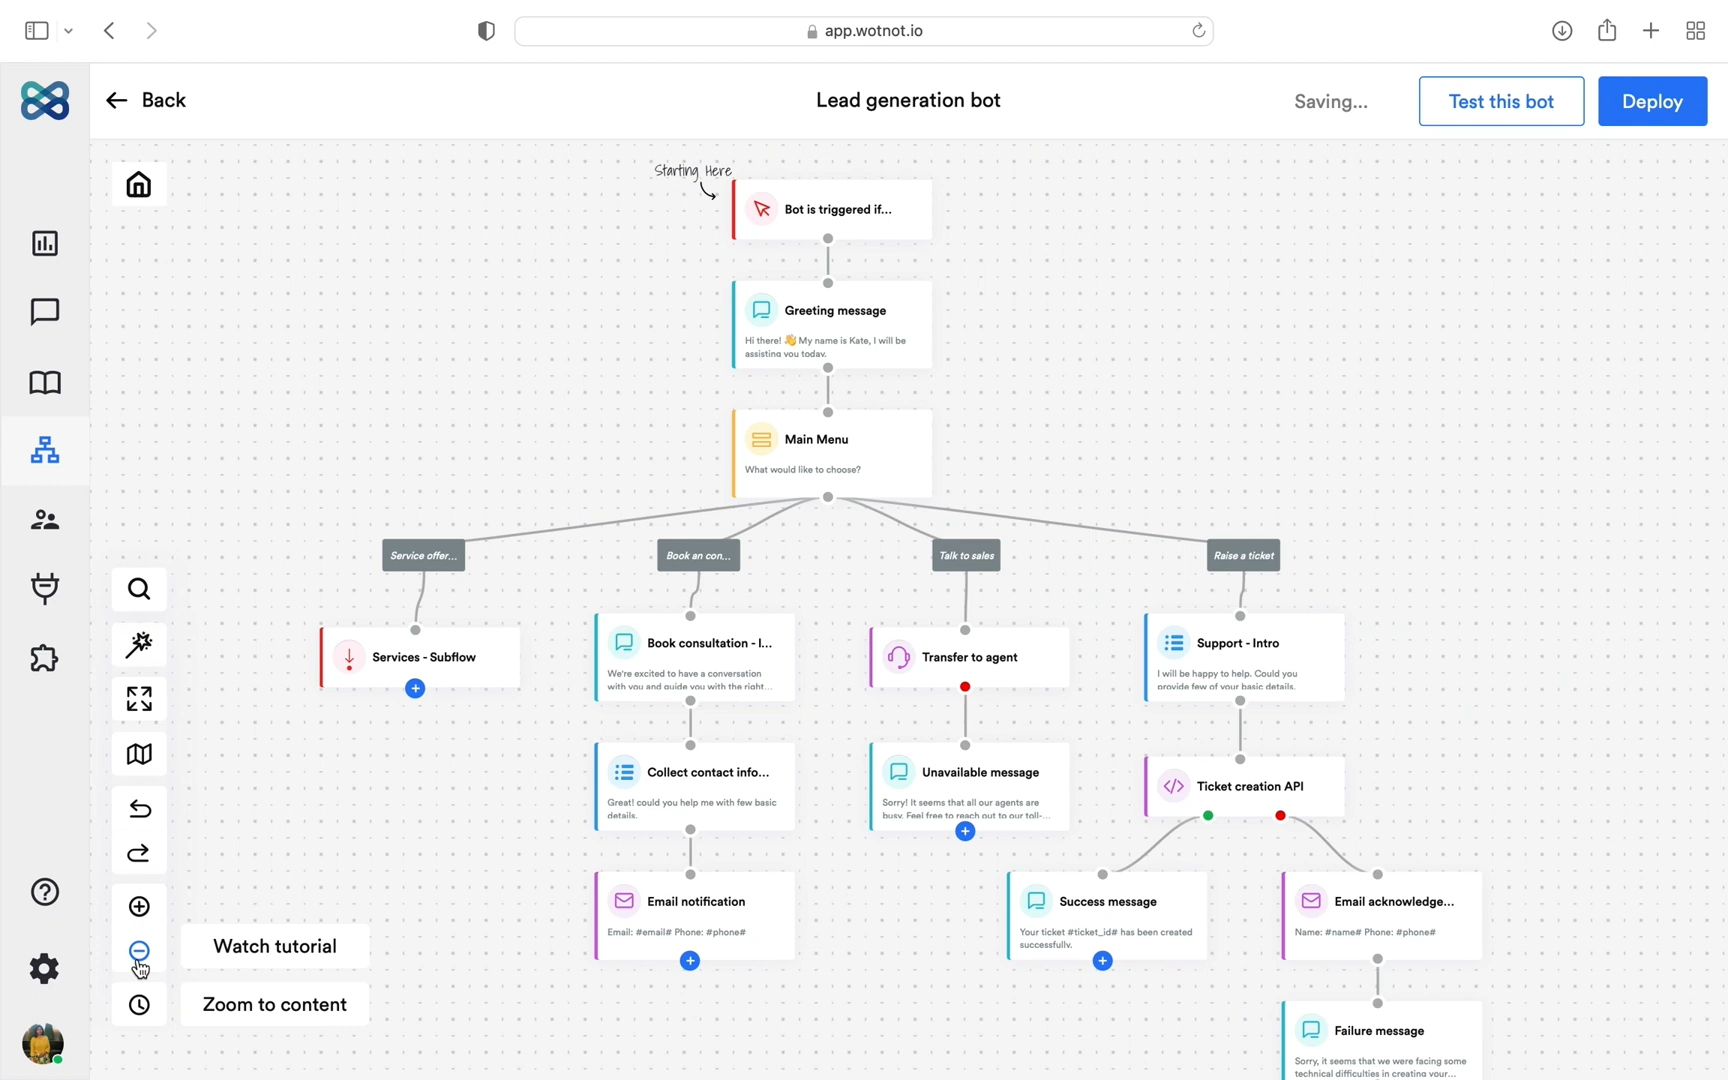 app.wotnot.io
Back
Lead generation bot
Saving...
Test this bot
Deploy
Starting Here
Bot is triggered if...
Greeting message
Hi there! 👋 My name is Kate, I will be
assisting you today.
Main Menu
What would like to choose?
Service offer...
Book an con...
Talk to sales
Raise a ticket
Services - Subflow
Book consultation - I...
We're excited to have a conversation
with you and guide you with the right...
Transfer to agent
Support - Intro
I will be happy to help. Could you
provide few of your basic details.
Collect contact info...
Great! could you help me with few basic
details.
Unavailable message
Sorry! It seems that all our agents are
busy. Feel free to reach out to our toll-...
Ticket creation API
Email notification
Email: #email# Phone: #phone#
Success message
Your ticket #ticket_id# has been created
successfully.
Email acknowledge...
Name: #name# Phone: #phone#
Watch tutorial
Zoom to content
Failure message
Sorry, it seems that we were facing some
technical difficulties in creating your...